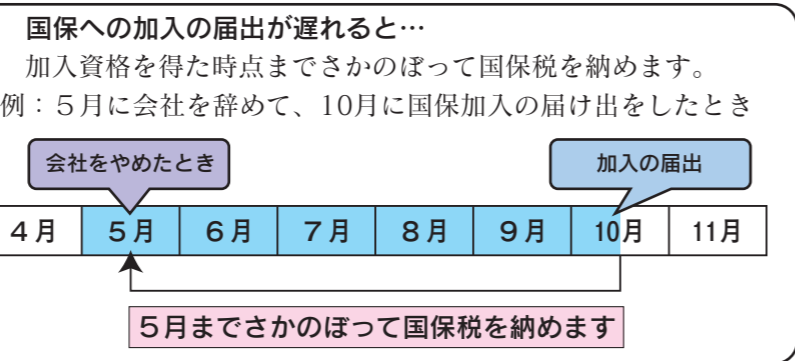 国保への加入の届出が遅れると…
加入資格を得た時点までさかのぼって国保税を納めます。
例：５月に会社を辞めて、10月に国保加入の届け出をしたとき
会社をやめたとき
加入の届出
４月 ５月 ６月 ７月 ８月 ９月 10月 11月
５月までさかのぼって国保税を納めます